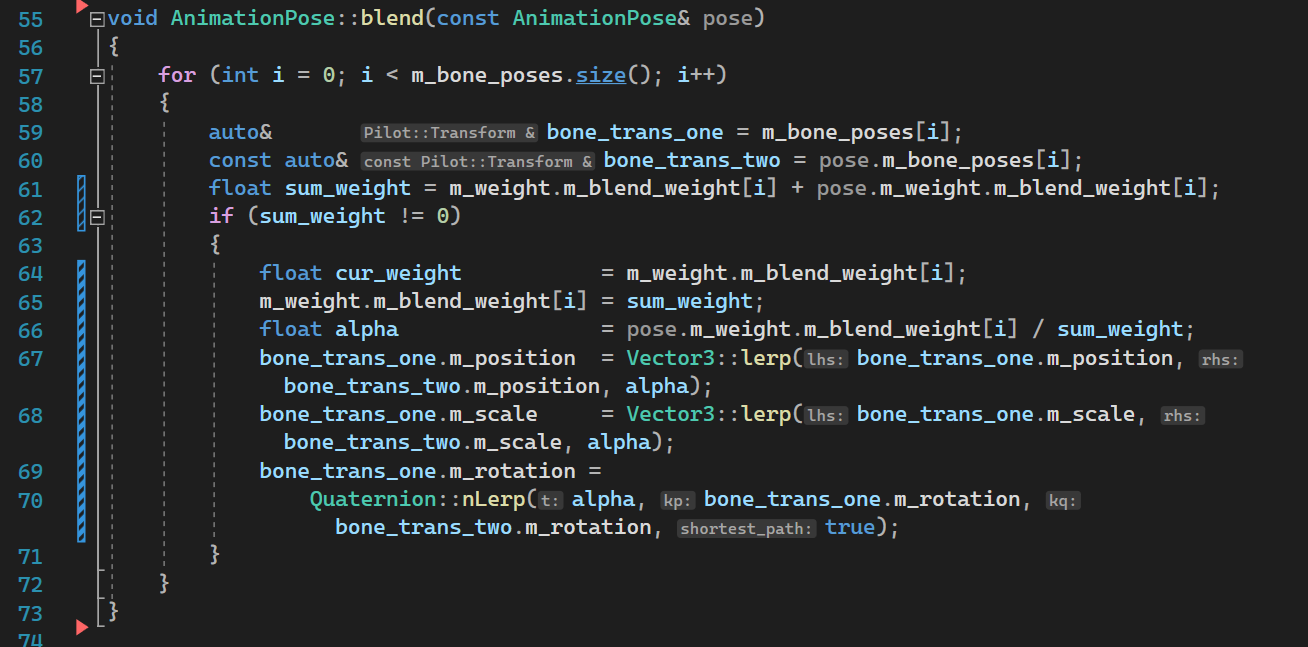 55 void AnimationPose::blend(const AnimationPose& pose)
56 {
57 for (int i = 0; i < m_bone_poses.size(); i++)
58 {
59 auto& Pilot::Transform & bone_trans_one = m_bone_poses[i];
60 const auto& const Pilot::Transform & bone_trans_two = pose.m_bone_poses[i];
61 float sum_weight = m_weight.m_blend_weight[i] + pose.m_weight.m_blend_weight[i];
62 if (sum_weight != 0)
63 {
64 float cur_weight = m_weight.m_blend_weight[i];
65 m_weight.m_blend_weight[i] = sum_weight;
66 float alpha = pose.m_weight.m_blend_weight[i] / sum_weight;
67 bone_trans_one.m_position = Vector3::lerp(lhs: bone_trans_one.m_position, rhs:
bone_trans_two.m_position, alpha);
68 bone_trans_one.m_scale = Vector3::lerp(lhs: bone_trans_one.m_scale, rhs:
bone_trans_two.m_scale, alpha);
69 bone_trans_one.m_rotation =
70 Quaternion::nLerp(t: alpha, kp: bone_trans_one.m_rotation, kq:
bone_trans_two.m_rotation, shortest_path: true);
71 }
72 }
73 }
74